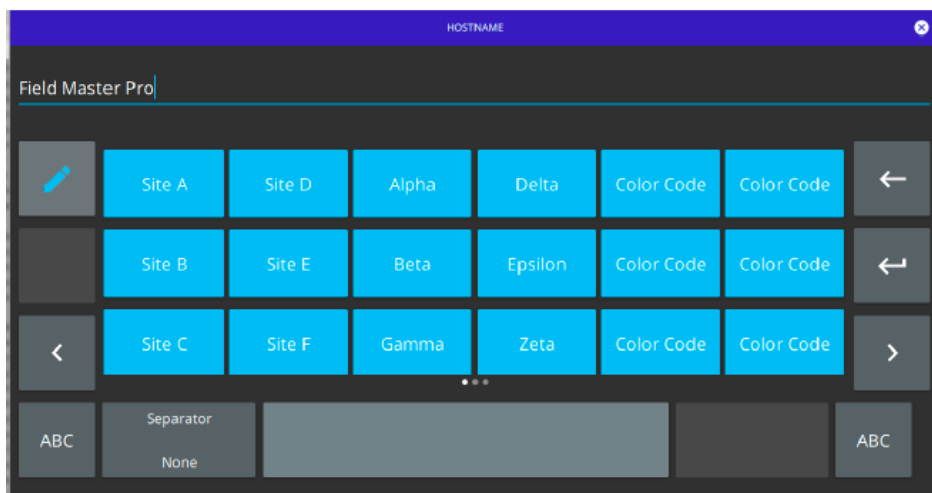 HOSTNAME
Field Master Pro
Site A Site D Alpha Delta Color Code Color Code
Site B Site E Beta Epsilon Color Code Color Code
Site C Site F Gamma Zeta Color Code Color Code
Separator
ABC ABC
None